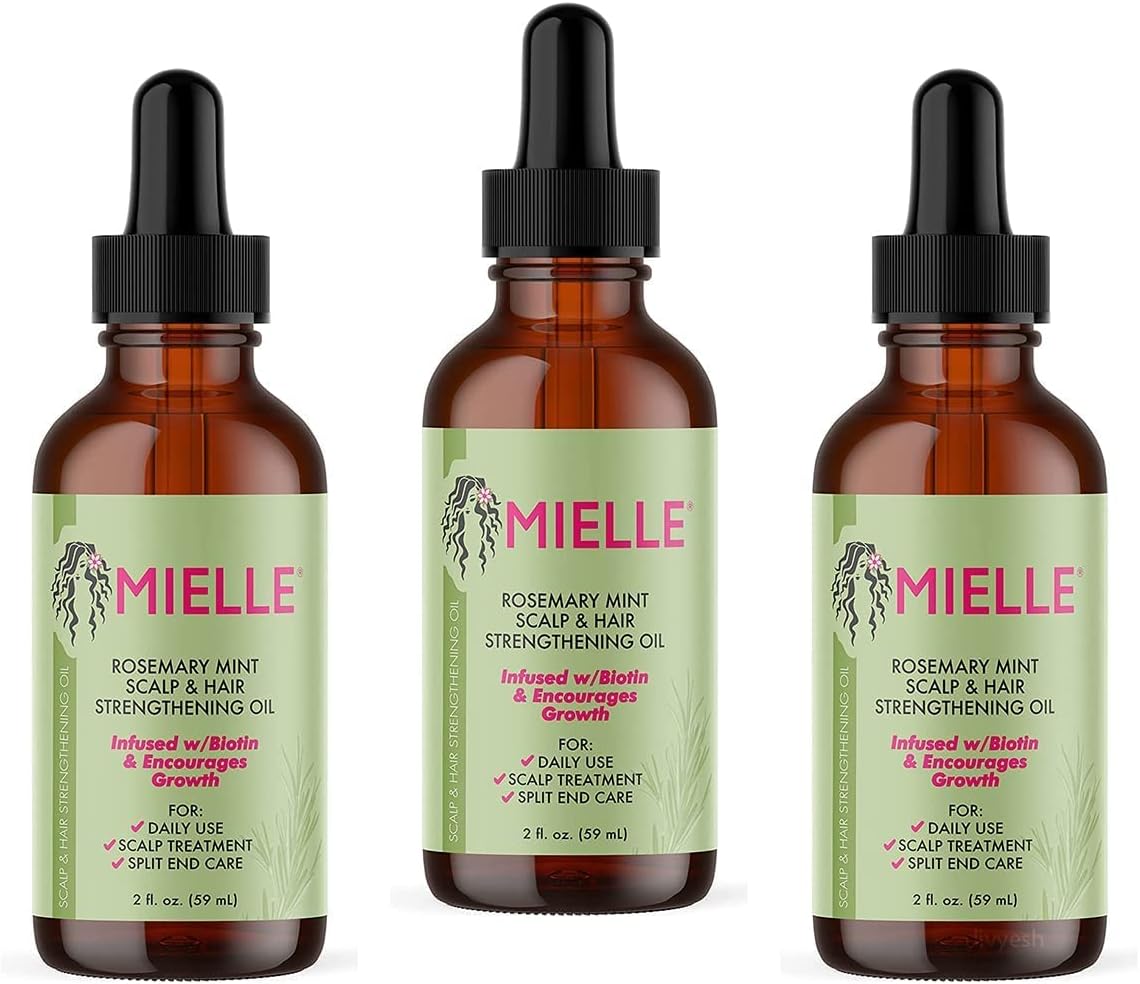 MIELLE®
ROSEMARY MINT
SCALP & HAIR
STRENGTHENING OIL
Infused w/Biotin
& Encourages
Growth
FOR:
✓ DAILY USE
✓ SCALP TREATMENT
✓ SPLIT END CARE
2 fl. oz. (59 mL)
SCALP & HAIR STRENGTHENING OIL
MIELLE®
ROSEMARY MINT
SCALP & HAIR
STRENGTHENING OIL
Infused w/Biotin
& Encourages
Growth
FOR:
✓ DAILY USE
✓ SCALP TREATMENT
✓ SPLIT END CARE
2 fl. oz. (59 mL)
SCALP & HAIR STRENGTHENING OIL
MIELLE®
ROSEMARY MINT
SCALP & HAIR
STRENGTHENING OIL
Infused w/Biotin
& Encourages
Growth
FOR:
✓ DAILY USE
✓ SCALP TREATMENT
✓ SPLIT END CARE
2 fl. oz. (59 mL)
SCALP & HAIR STRENGTHENING OIL